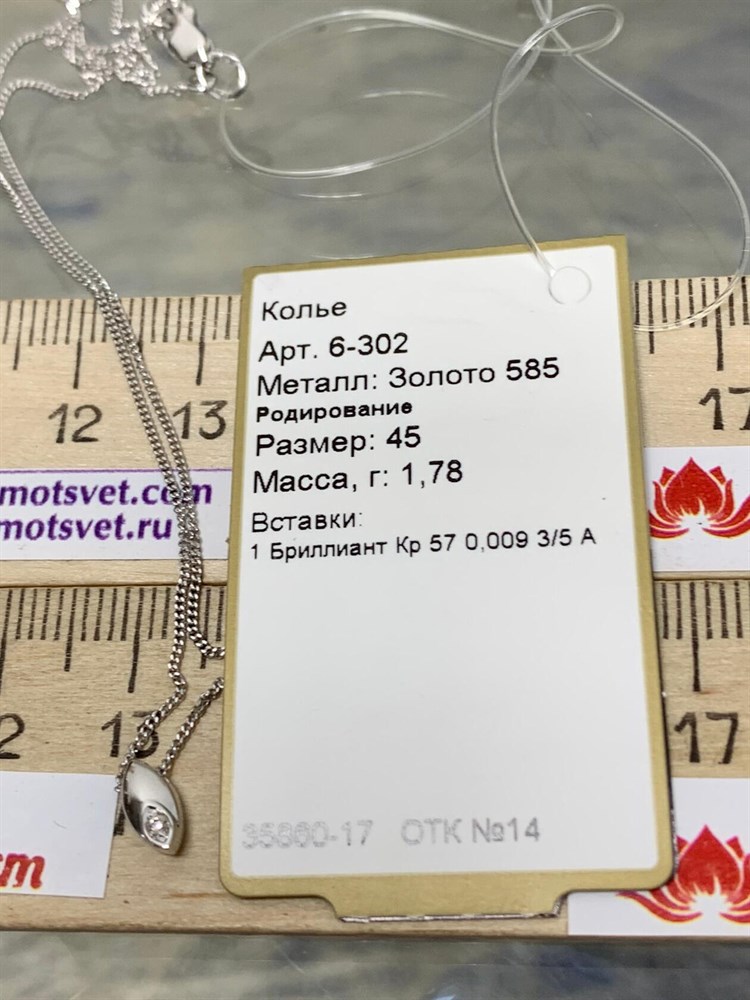 Колье
Арт. 6-302
Металл: Золото 585
Родирование
Размер: 45
Масса, г: 1,78
Вставки:
1 Бриллиант Кр 57 0,009 3/5 А
35860-17 ОТК №14
12 13 17
motsvet.com
motsvet.ru
2 13 17